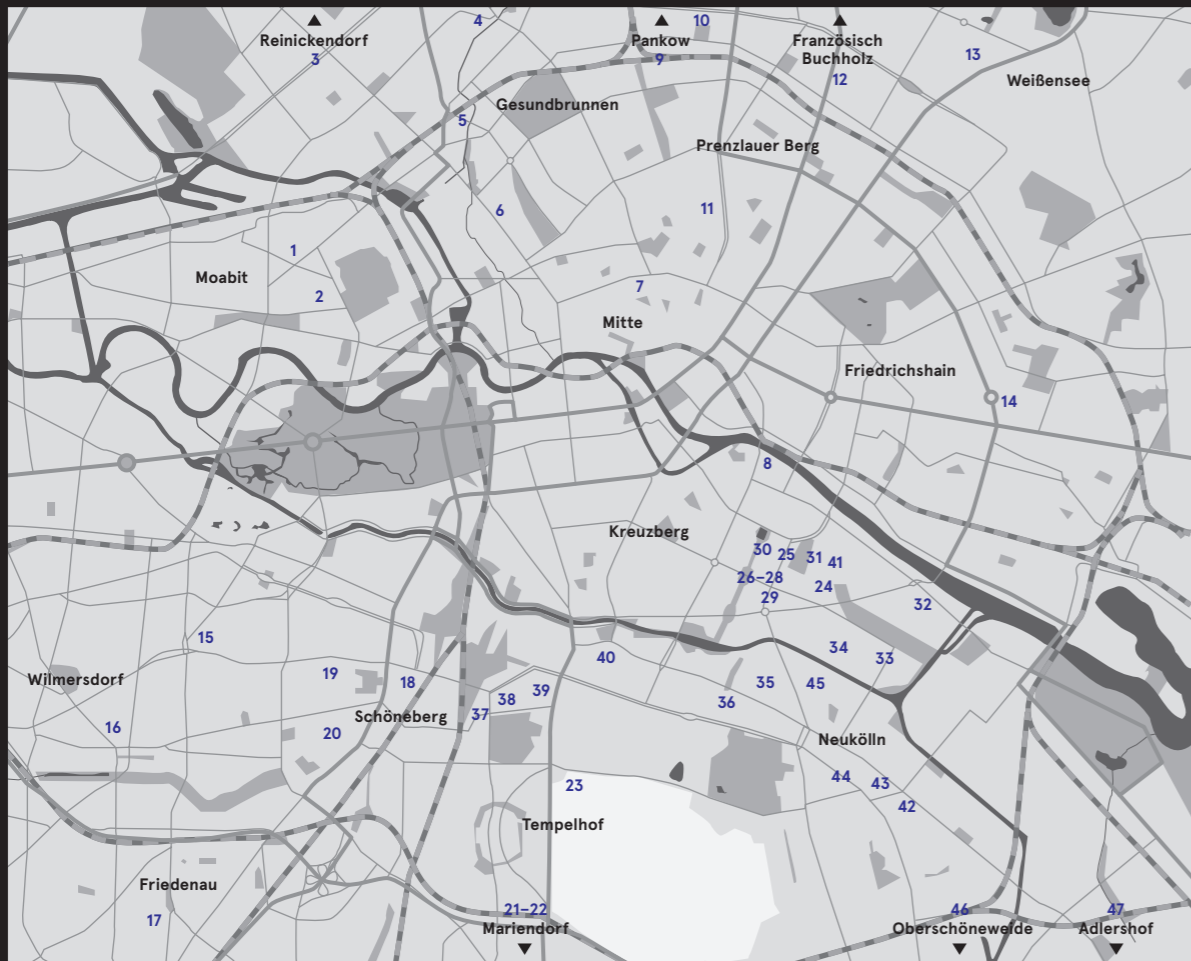 4
10
Reinickendorf
3
Pankow
9
Französisch
Buchholz
12
13
Weißensee
Gesundbrunnen
5
Prenzlauer Berg
6
11
1
Moabit
2
7
Mitte
Friedrichshain
14
8
Kreuzberg
30
25
31
41
26–28
24
29
32
15
34
33
40
Wilmersdorf
19
18
35
45
38
39
36
37
16
Schöneberg
20
Neukölln
44
43
23
42
Tempelhof
Friedenau
17
21–22
Mariendorf
46
Oberschöneweide
47
Adlershof